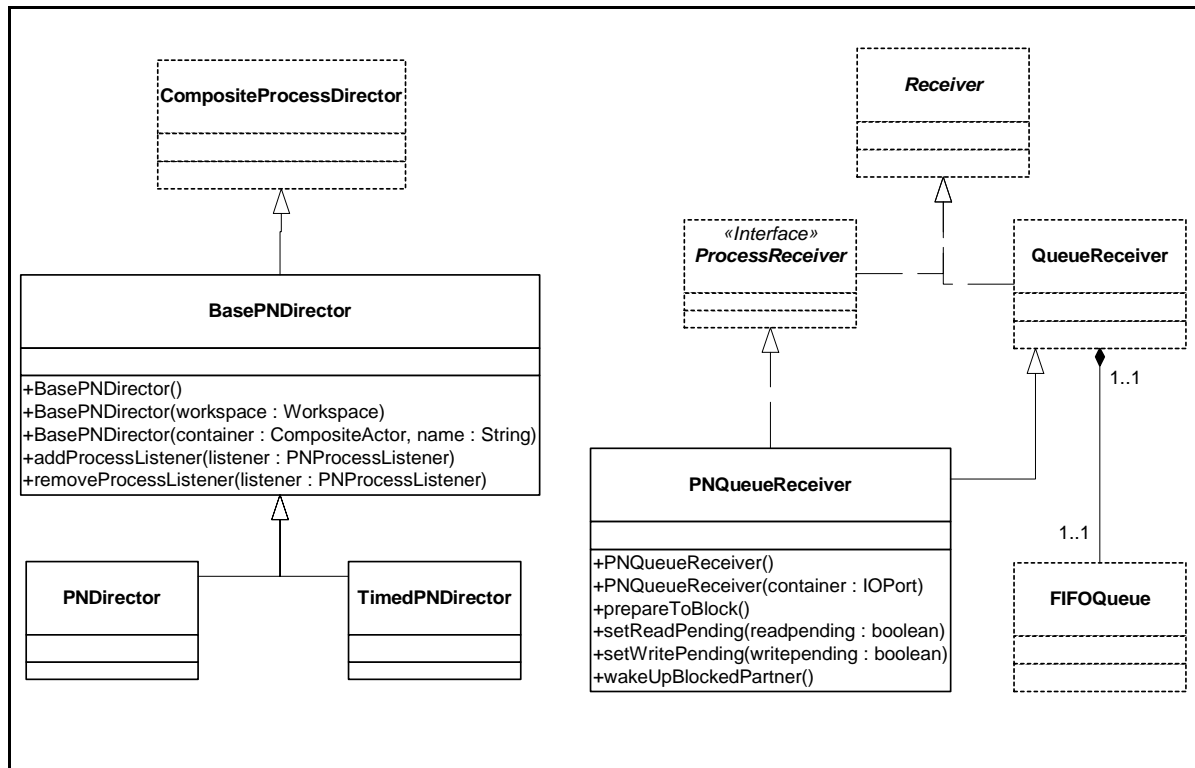 CompositeProcessDirector
Receiver
«Interface»
ProcessReceiver
QueueReceiver
BasePNDirector
+BasePNDirector()
+BasePNDirector(workspace : Workspace)
+BasePNDirector(container : CompositeActor, name : String)
+addProcessListener(listener : PNProcessListener)
+removeProcessListener(listener : PNProcessListener)
1..1
PNQueueReceiver
+PNQueueReceiver()
+PNQueueReceiver(container : IOPort)
+prepareToBlock()
+setReadPending(readpending : boolean)
+setWritePending(writepending : boolean)
+wakeUpBlockedPartner()
1..1
PNDirector
TimedPNDirector
FIFOQueue